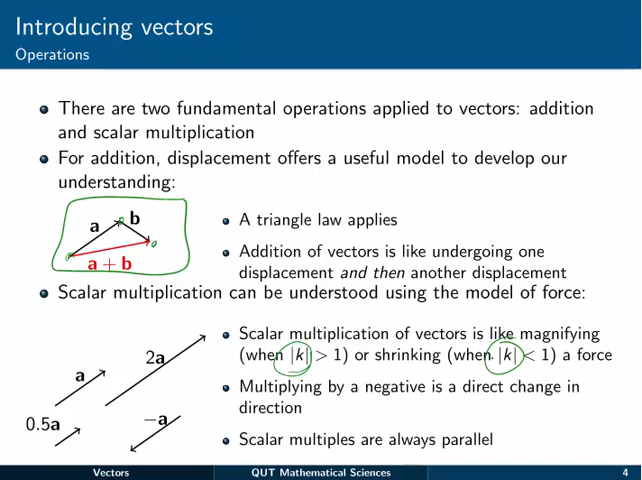 Introducing vectors
Operations
There are two fundamental operations applied to vectors: addition
and scalar multiplication
For addition, displacement offers a useful model to develop our
understanding:
a
b
a + b
A triangle law applies
Addition of vectors is like undergoing one
displacement and then another displacement
Scalar multiplication can be understood using the model of force:
a
2a
0.5a
−a
Scalar multiplication of vectors is like magnifying
(when |k| > 1) or shrinking (when |k| < 1) a force
Multiplying by a negative is a direct change in
direction
Scalar multiples are always parallel
Vectors
QUT Mathematical Sciences
4